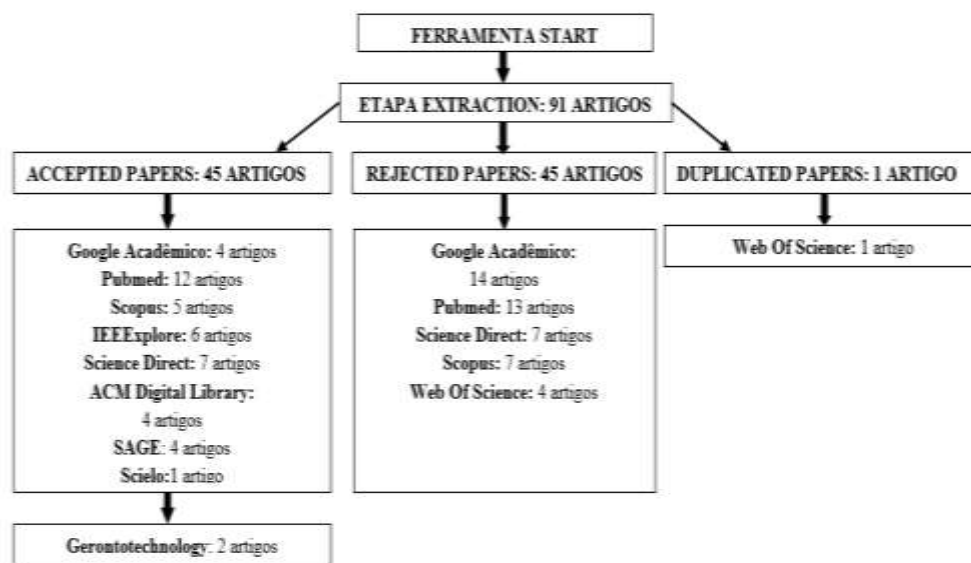 FERRAMENTA START
ETAPA EXTRACTION: 91 ARTIGOS
ACCEPTED PAPERS: 45 ARTIGOS
REJECTED PAPERS: 45 ARTIGOS
DUPLICATED PAPERS: 1 ARTIGO
Google Acadêmico: 4 artigos
Pubmed: 12 artigos
Scopus: 5 artigos
IEEExplore: 6 artigos
Science Direct: 7 artigos
ACM Digital Library:
4 artigos
SAGE: 4 artigos
Scielo:1 artigo
Google Acadêmico:
14 artigos
Pubmed: 13 artigos
Science Direct: 7 artigos
Scopus: 7 artigos
Web Of Science: 4 artigos
Web Of Science: 1 artigo
Gerontotechnology: 2 artigos